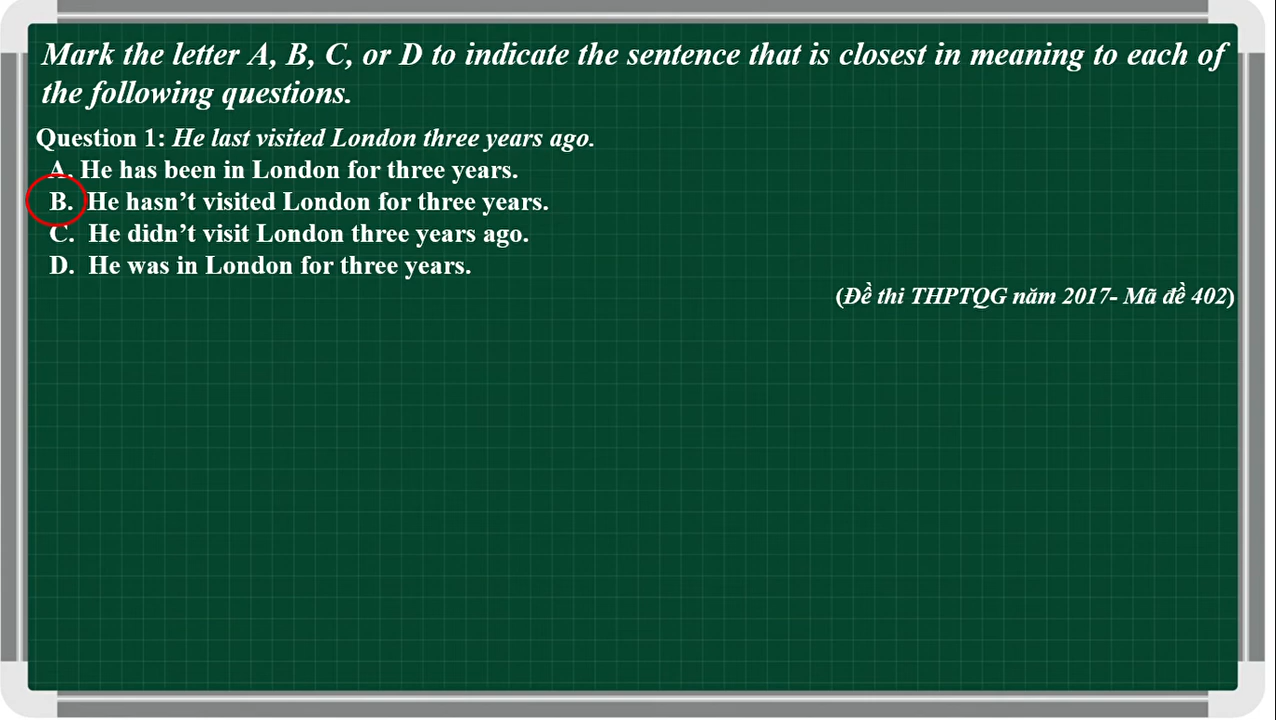 Mark the letter A, B, C, or D to indicate the sentence that is closest in meaning to each of
the following questions.
Question 1: He last visited London three years ago.
A. He has been in London for three years.
B. He hasn’t visited London for three years.
C. He didn’t visit London three years ago.
D. He was in London for three years.
(Đề thi THPTQG năm 2017- Mã đề 402)